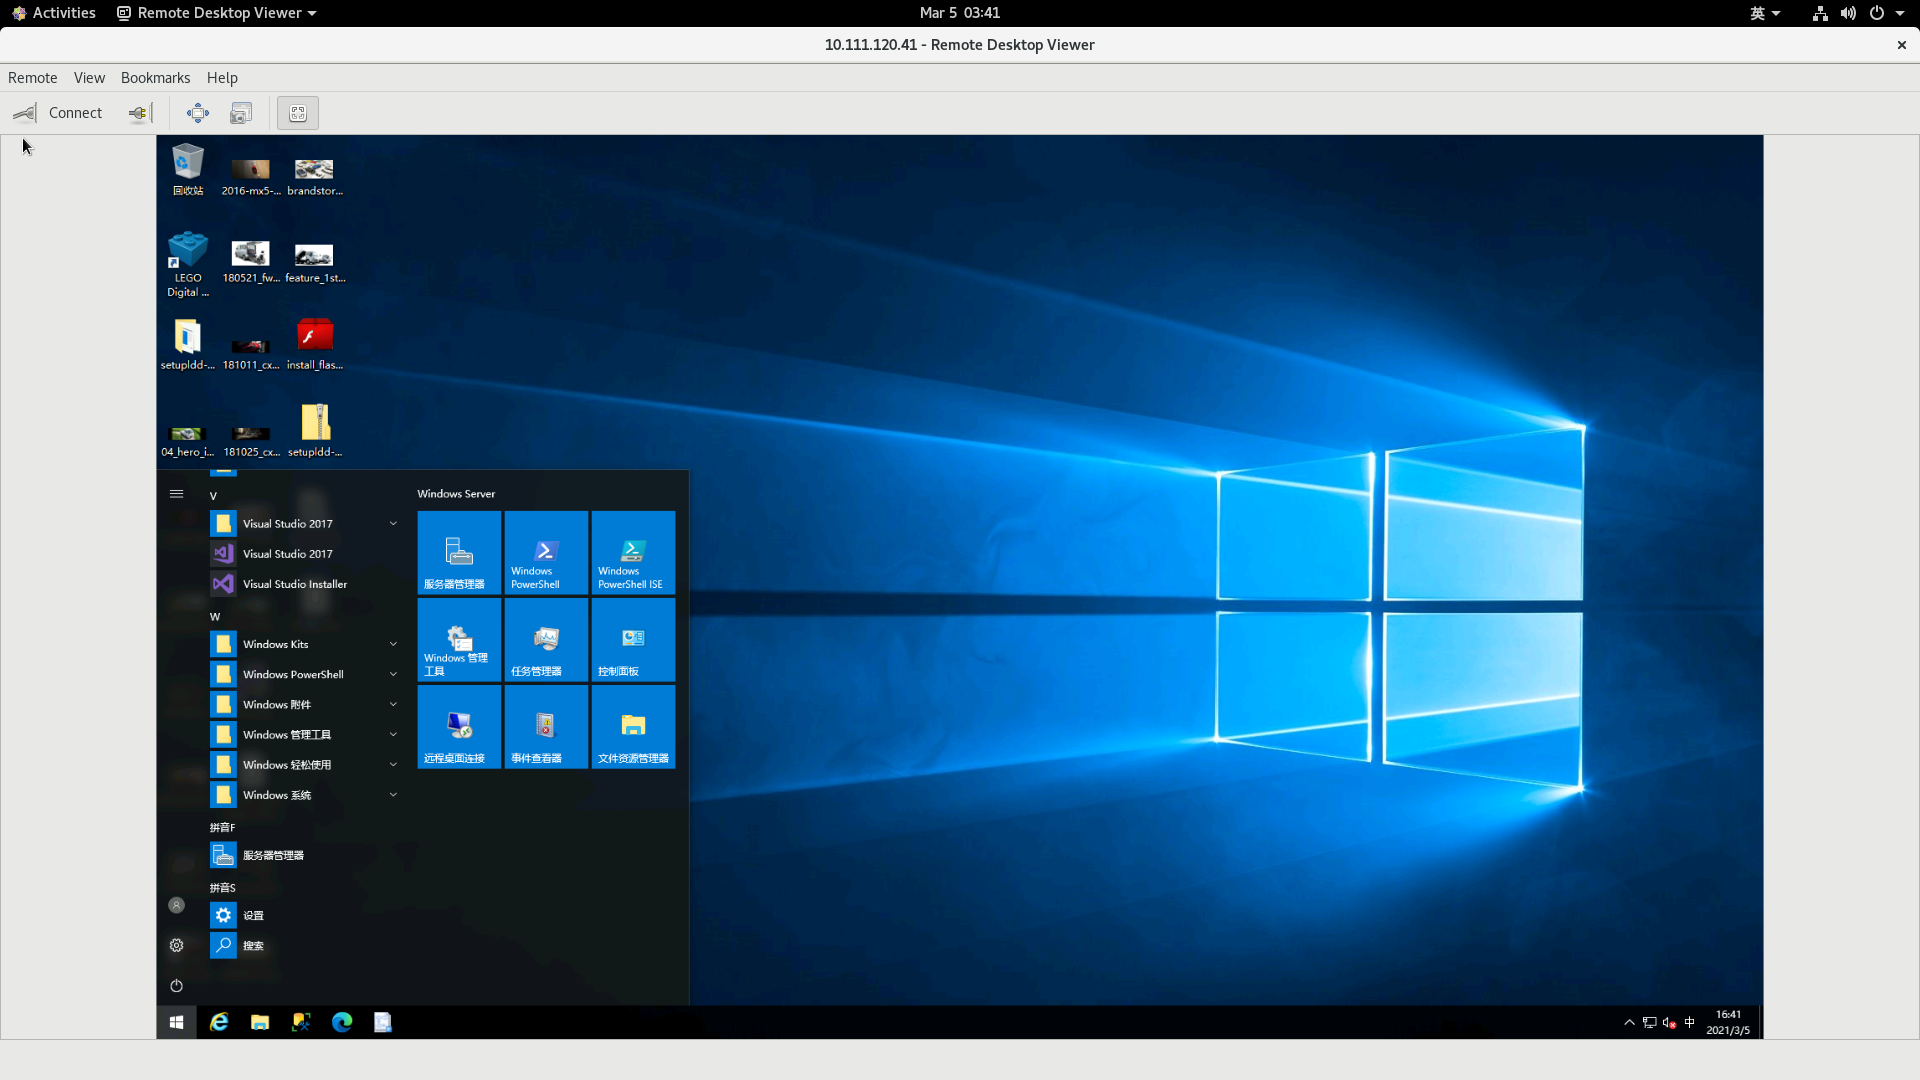 Activities
Remote Desktop Viewer
Mar 5 03:41
英
10.111.120.41 - Remote Desktop Viewer
Remote
View
Bookmarks
Help
Connect
回收站
2016-mx5-...
brandstor...
LEGO
Digital ...
180521_fw...
feature_1st...
setupldd-...
181011_cx...
install_flas...
04_hero_i...
181025_cx...
setupldd-...
V
Visual Studio 2017
Visual Studio 2017
Visual Studio Installer
W
Windows Kits
Windows PowerShell
Windows 附件
Windows 管理工具
Windows 轻松使用
Windows 系统
拼音F
服务器管理器
拼音S
设置
搜索
Windows Server
服务器管理器
Windows
PowerShell
Windows
PowerShell ISE
Windows 管理
工具
任务管理器
控制面板
远程桌面连接
事件查看器
文件资源管理器
中
16:41
2021/3/5